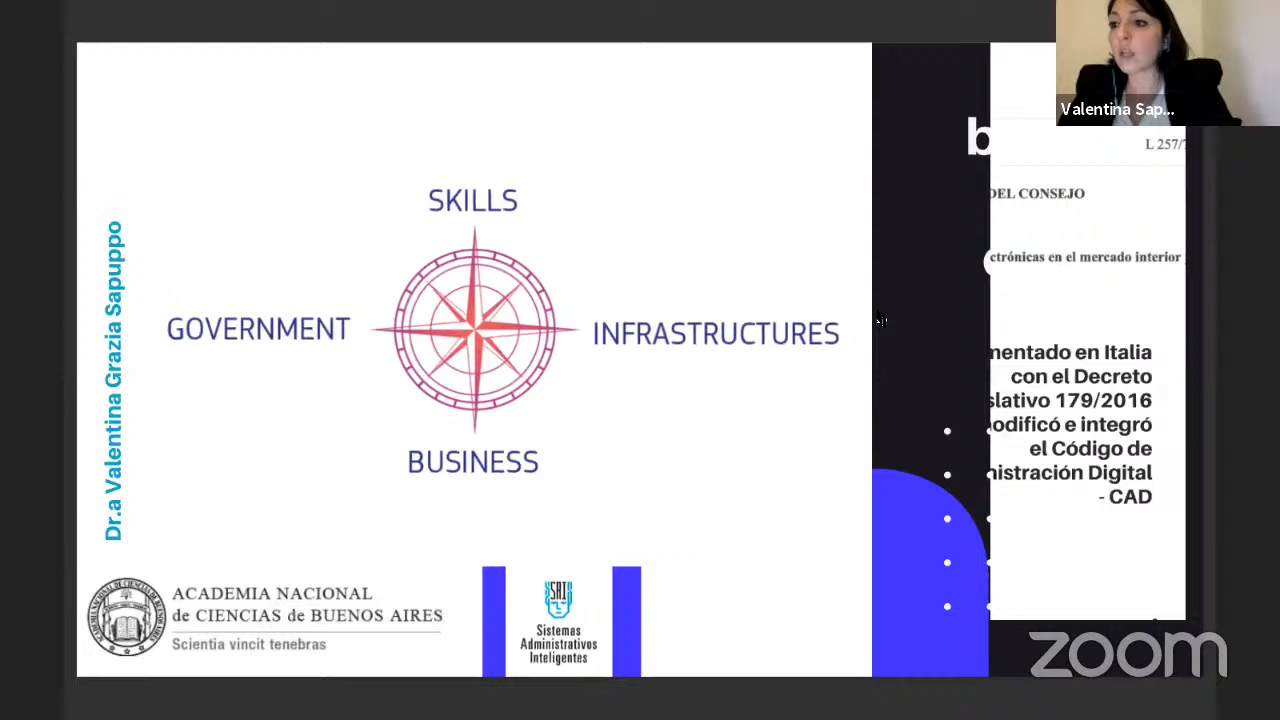 Valentina Sap...
Dr.a Valentina Grazia Sapuppo
SKILLS
GOVERNMENT
INFRASTRUCTURES
BUSINESS
ACADEMIA NACIONAL
de CIENCIAS de BUENOS AIRES
Scientia vincit tenebras
SAI
Sistemas
Administrativos
Inteligentes
b
L 257/
DEL CONSEJO
ctrónicas en el mercado interior
mentado en Italia
con el Decreto
slativo 179/2016
odificó e integró
el Código de
nistración Digital
- CAD
zoom